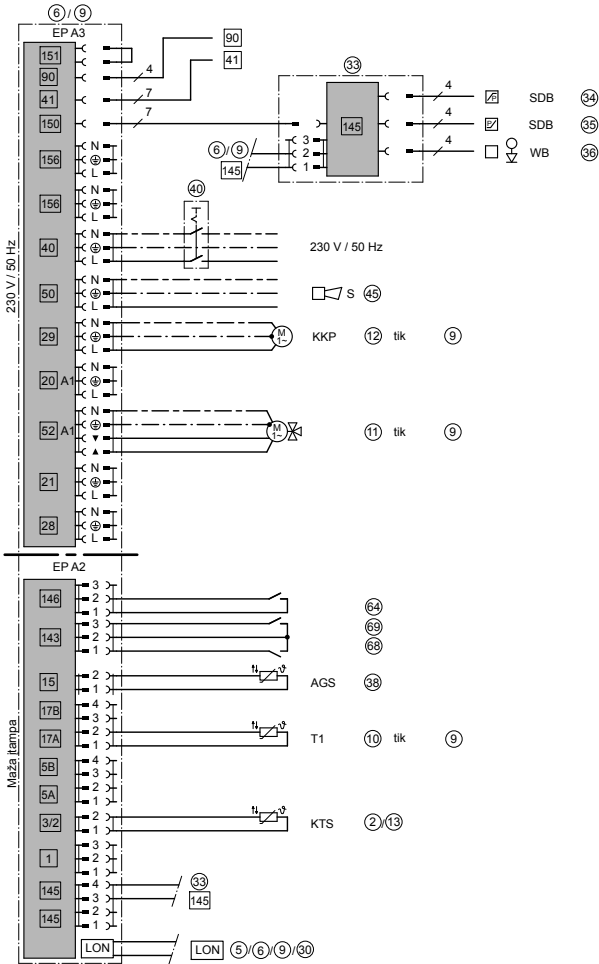 6 / 9
EP A3
151
90
4
90
41
7
41
150
7
33
145
3
2
1
6 / 9
145
4
SDB 34
4
SDB 35
4
WB 36
156
N
L
156
N
L
40
N
L
40
230 V / 50 Hz
50
N
L
S 45
29
N
L
M
1~
KKP 12 tik 9
20 A1
N
L
52 A1
N
▼
▲
M
1~
11 tik 9
21
N
L
28
N
L
230 V / 50 Hz
EP A2
146
3
2
1
64
143
3
2
1
69
68
15
2
1
ϑ
AGS 38
17B
4
3
17A
2
1
ϑ
T1 10 tik 9
5B
4
3
5A
2
1
3/2
2
1
ϑ
KTS 2/13
1
3
2
1
145
4
3
33
145
145
2
1
LON
LON 5/6/9/30
Maža įtampa